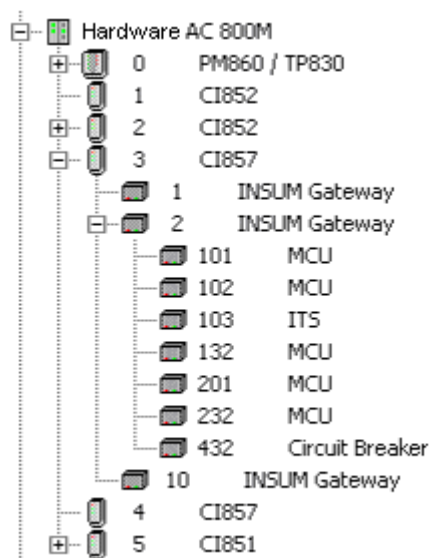 Hardware AC 800M
0 PM860 / TP830
1 CI852
2 CI852
3 CI857
1 INSUM Gateway
2 INSUM Gateway
101 MCU
102 MCU
103 ITS
132 MCU
201 MCU
232 MCU
432 Circuit Breaker
10 INSUM Gateway
4 CI857
5 CI851